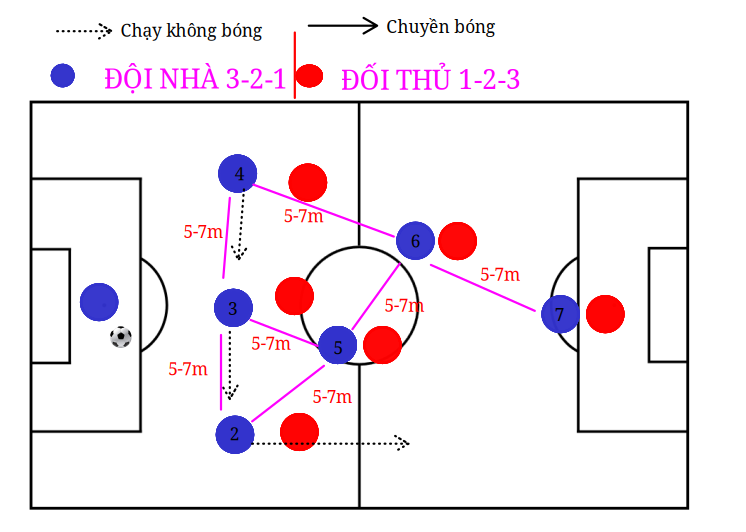 Chạy không bóng
Chuyền bóng
ĐỘI NHÀ 3-2-1
ĐỐI THỦ 1-2-3
4
5-7m
5-7m
6
5-7m
3
5-7m
7
5-7m
5
5-7m
5-7m
2